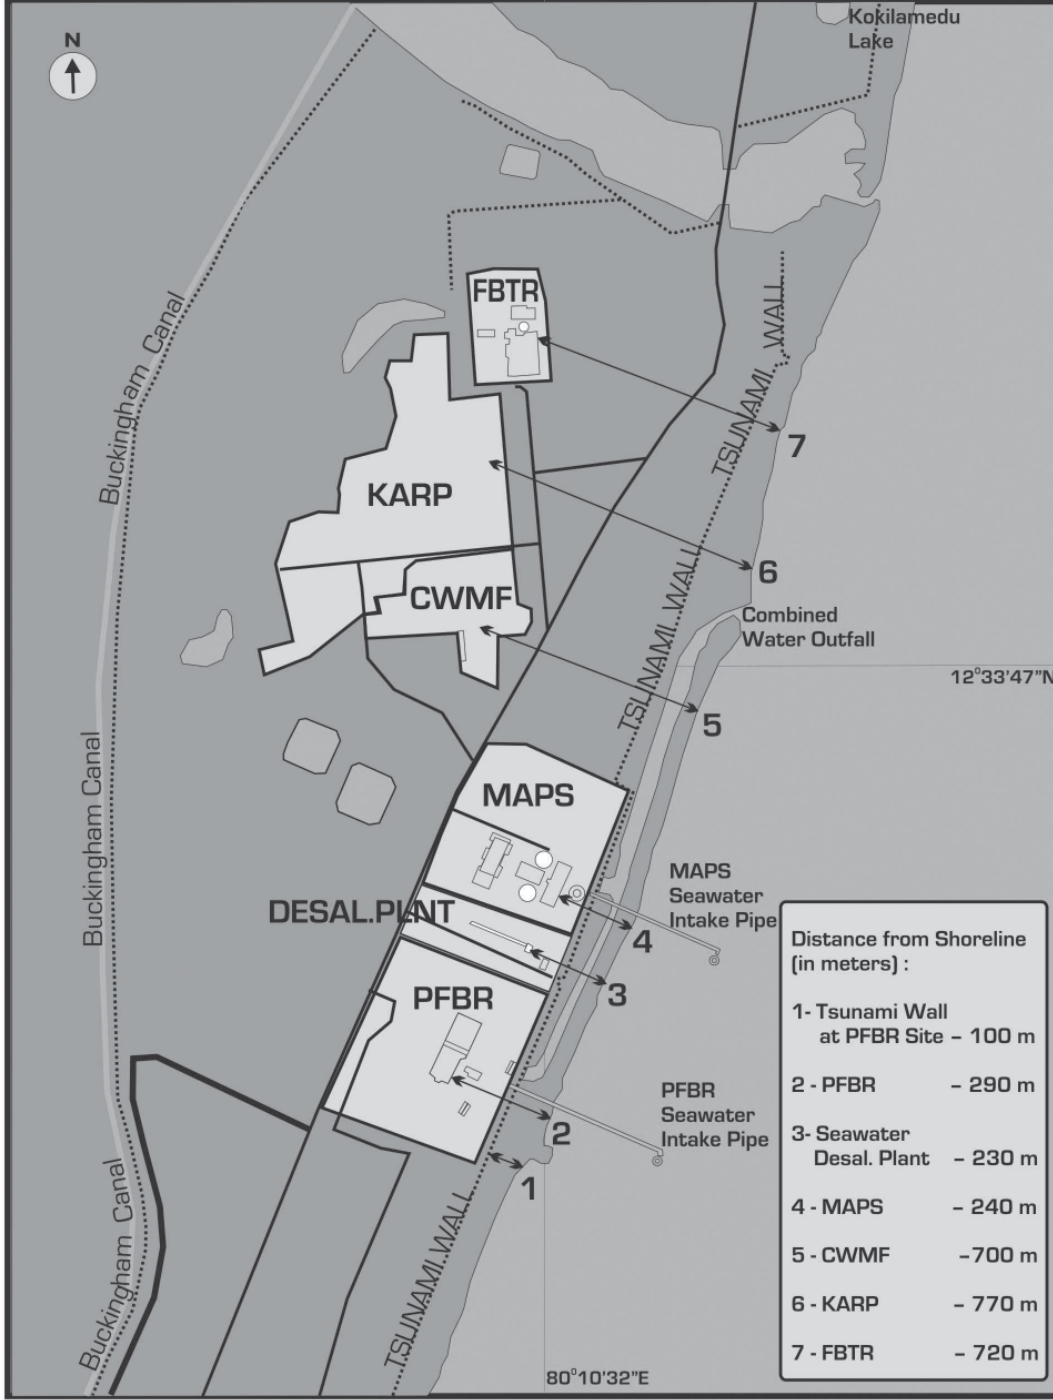 N
Kokilamedu
Lake
Buckingham Canal
FBTR
TSUNAMI WALL
7
KARP
6
CWMF
TSUNAMI WALL
Combined
Water Outfall
12°33'47"N
5
Buckingham Canal
MAPS
DESAL.PLNT
MAPS
Seawater
Intake Pipe
4
3
PFBR
PFBR
Seawater
Intake Pipe
2
1
Buckingham Canal
TSUNAMI WALL
80°10'32"E
Distance from Shoreline
(in meters) :
1- Tsunami Wall
at PFBR Site – 100 m
2 - PFBR – 290 m
3- Seawater
Desal. Plant – 230 m
4 - MAPS – 240 m
5 - CWMF –700 m
6 - KARP – 770 m
7 - FBTR – 720 m